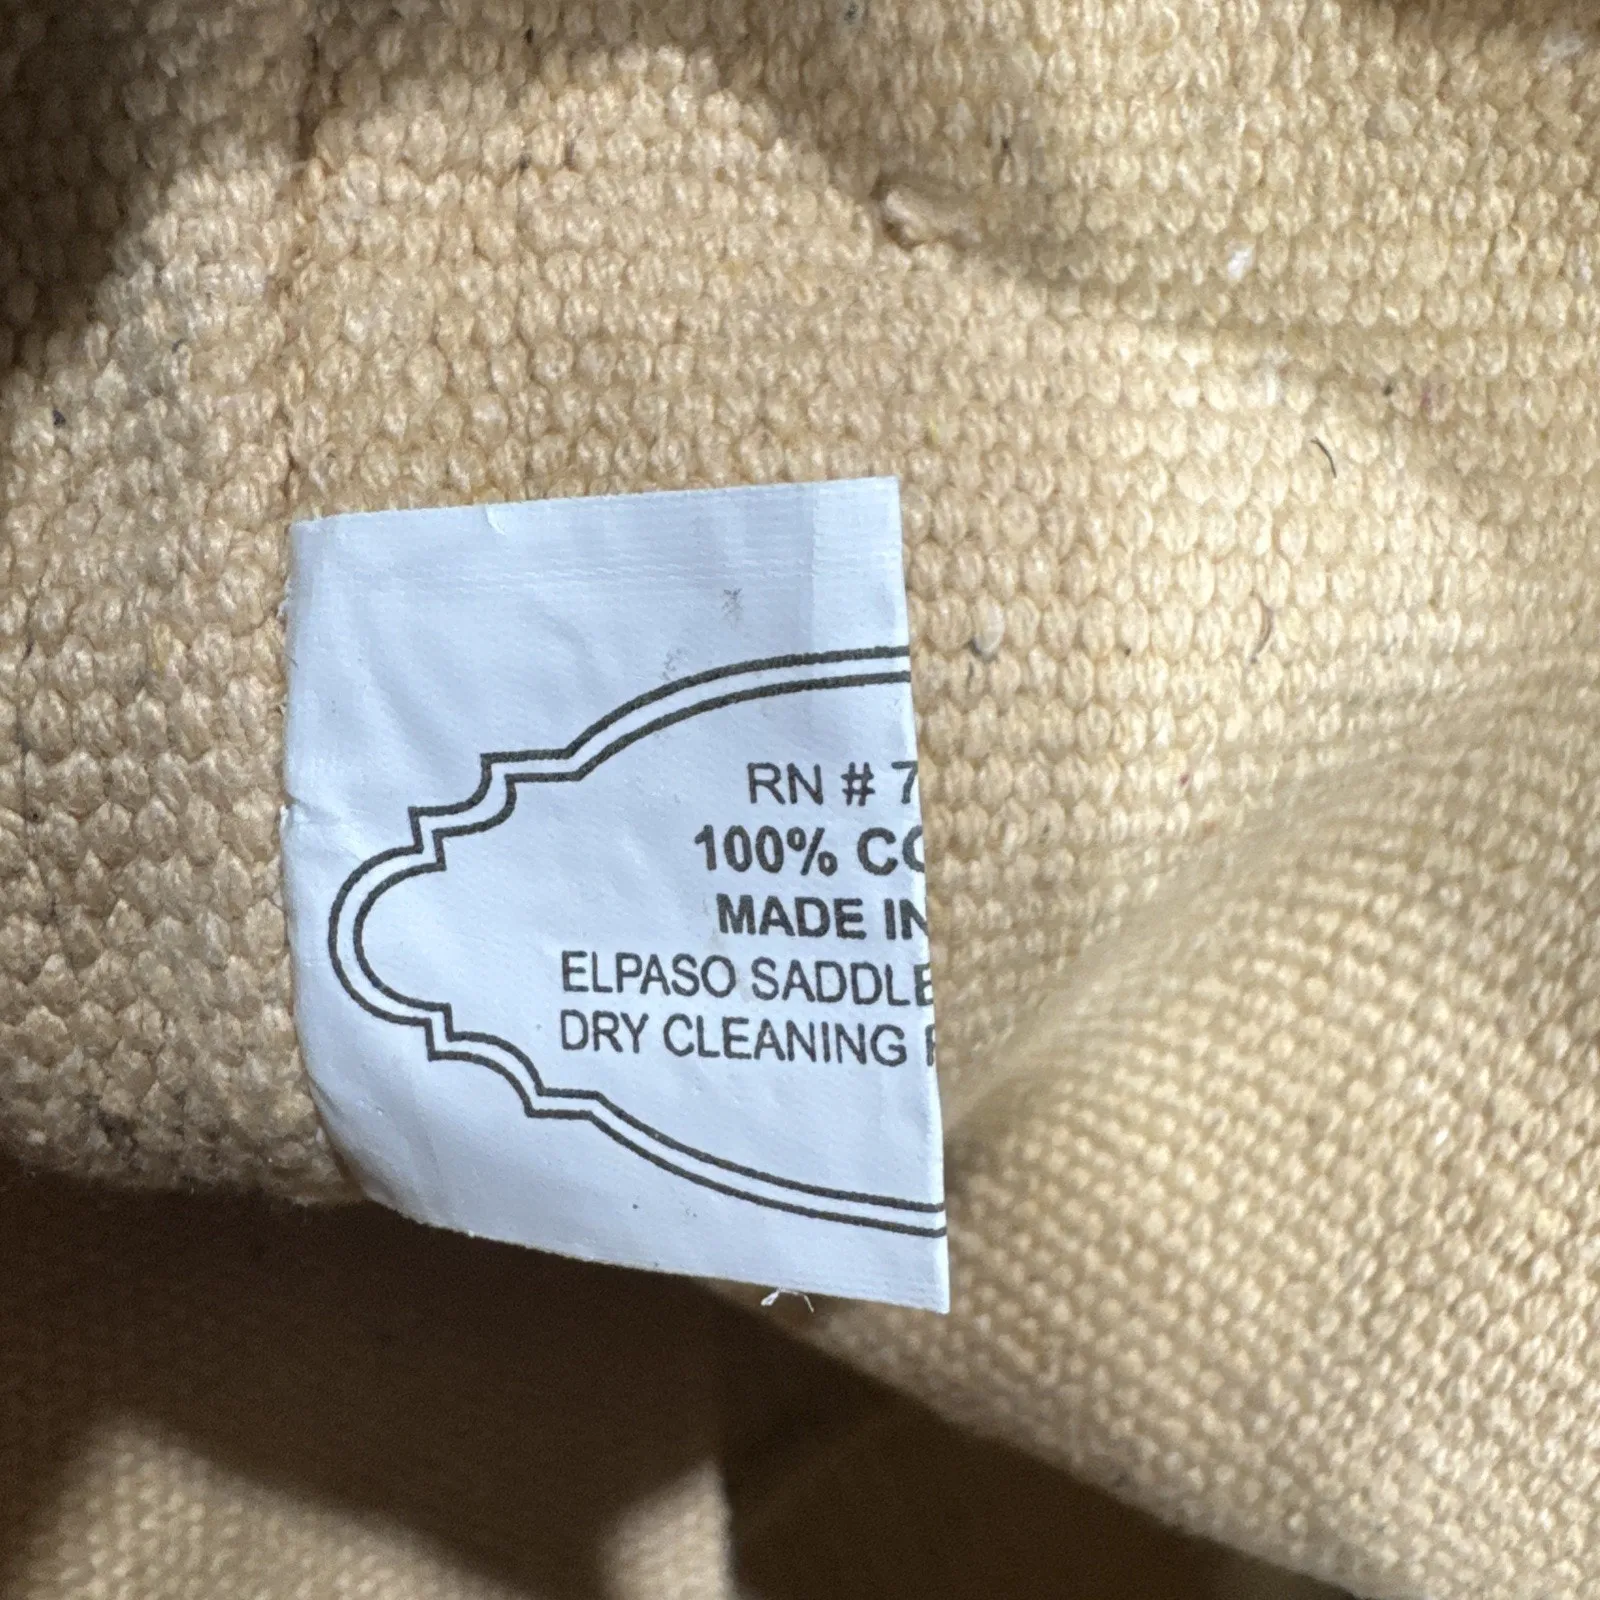 RN # 7
100% CO
MADE IN
ELPASO SADDLE
DRY CLEANING